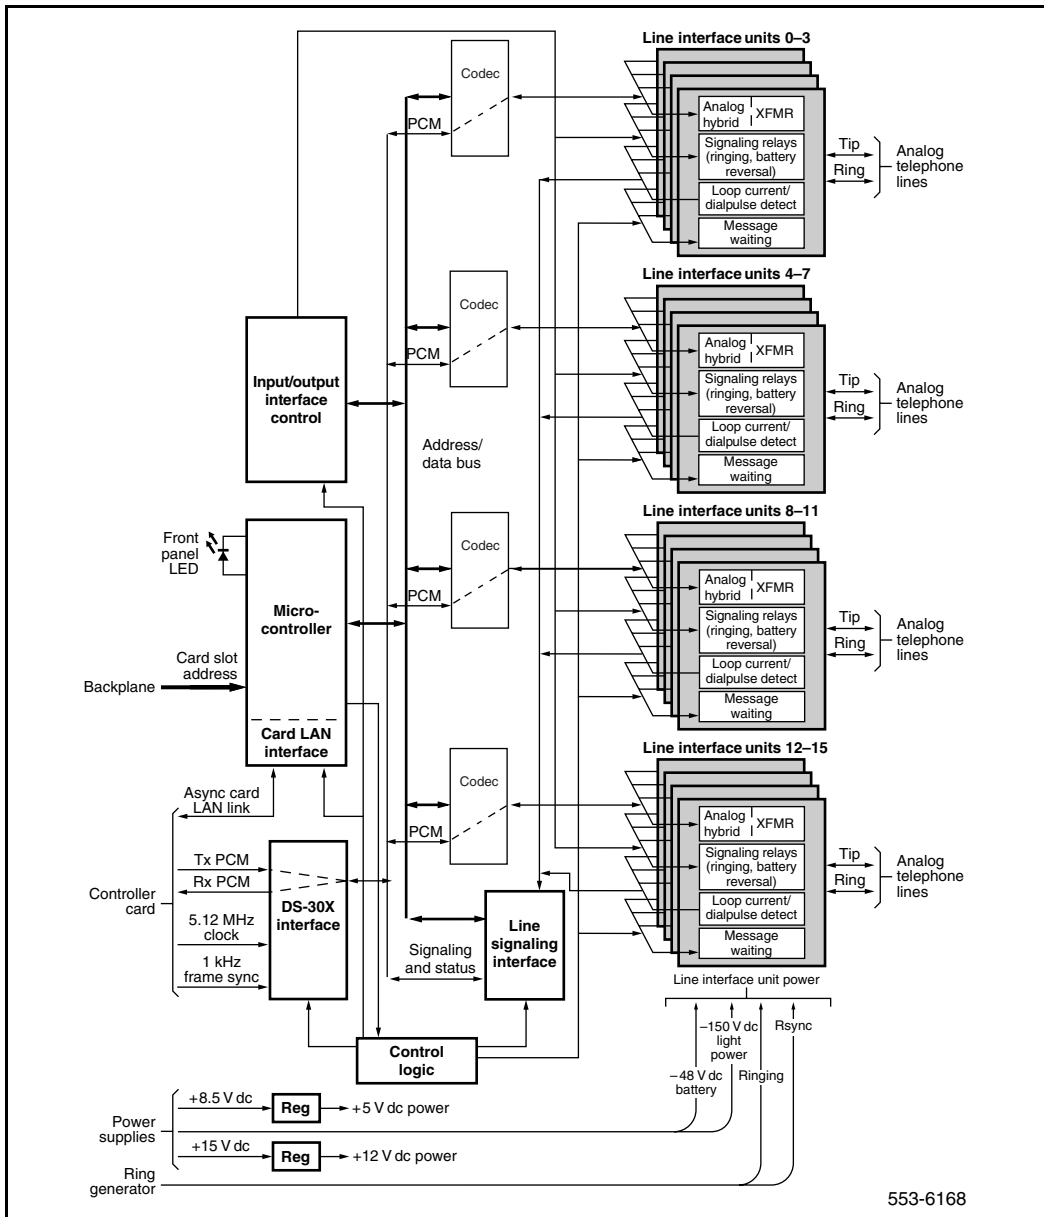 Line interface units 0–3
Codec
PCM
Analog
hybrid
XFMR
Signaling relays
(ringing, battery
reversal)
Loop current/
dialpulse detect
Message
waiting
Tip
Ring
Analog
telephone
lines
Line interface units 4–7
Codec
PCM
Analog
hybrid
XFMR
Signaling relays
(ringing, battery
reversal)
Loop current/
dialpulse detect
Message
waiting
Tip
Ring
Analog
telephone
lines
Input/output
interface
control
Address/
data bus
Line interface units 8–11
Codec
PCM
Analog
hybrid
XFMR
Signaling relays
(ringing, battery
reversal)
Loop current/
dialpulse detect
Message
waiting
Tip
Ring
Analog
telephone
lines
Front
panel
LED
Micro-
controller
Card slot
address
Backplane
Card LAN
interface
Line interface units 12–15
Codec
PCM
Analog
hybrid
XFMR
Signaling relays
(ringing, battery
reversal)
Loop current/
dialpulse detect
Message
waiting
Tip
Ring
Analog
telephone
lines
Async card
LAN link
Tx PCM
Rx PCM
Controller
card
5.12 MHz
clock
1 kHz
frame sync
DS-30X
interface
Signaling
and status
Line
signaling
interface
Control
logic
Line interface unit power
–150 V dc
light
power
Rsync
–48 V dc
battery
Ringing
Power
supplies
+8.5 V dc
Reg
+5 V dc power
+15 V dc
Reg
+12 V dc power
Ring
generator
553-6168